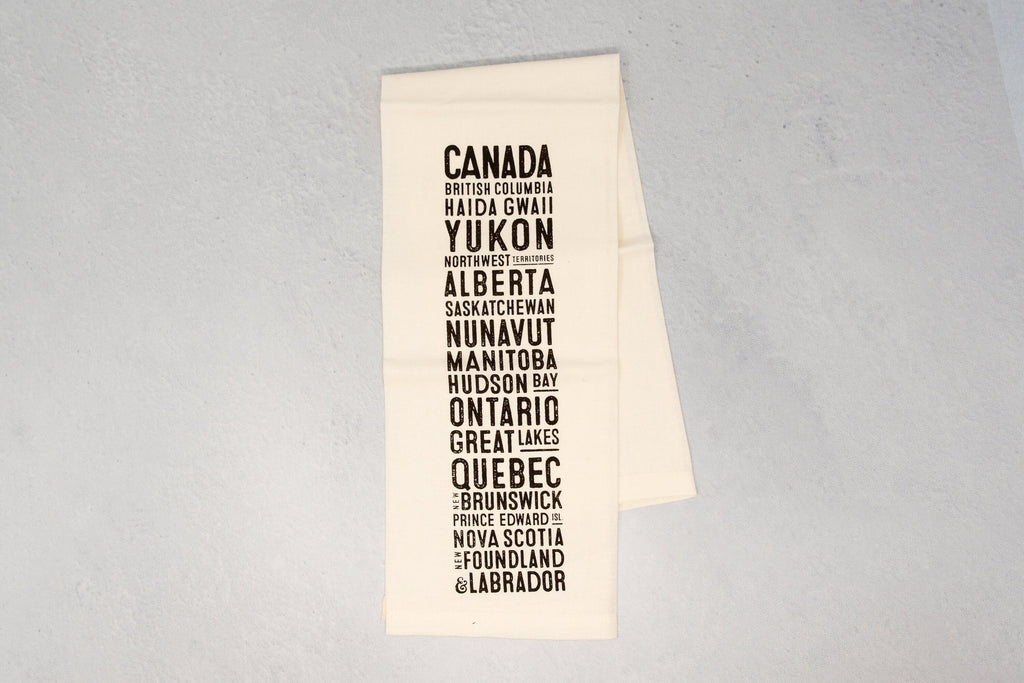 CANADA
BRITISH COLUMBIA
HAIDA GWAII
YUKON
NORTHWEST TERRITORIES
ALBERTA
SASKATCHEWAN
NUNAVUT
MANITOBA
HUDSON BAY
ONTARIO
GREAT LAKES
QUEBEC
NEW BRUNSWICK
PRINCE EDWARD ISL
NOVA SCOTIA
NEW FOUNDLAND
& LABRADOR